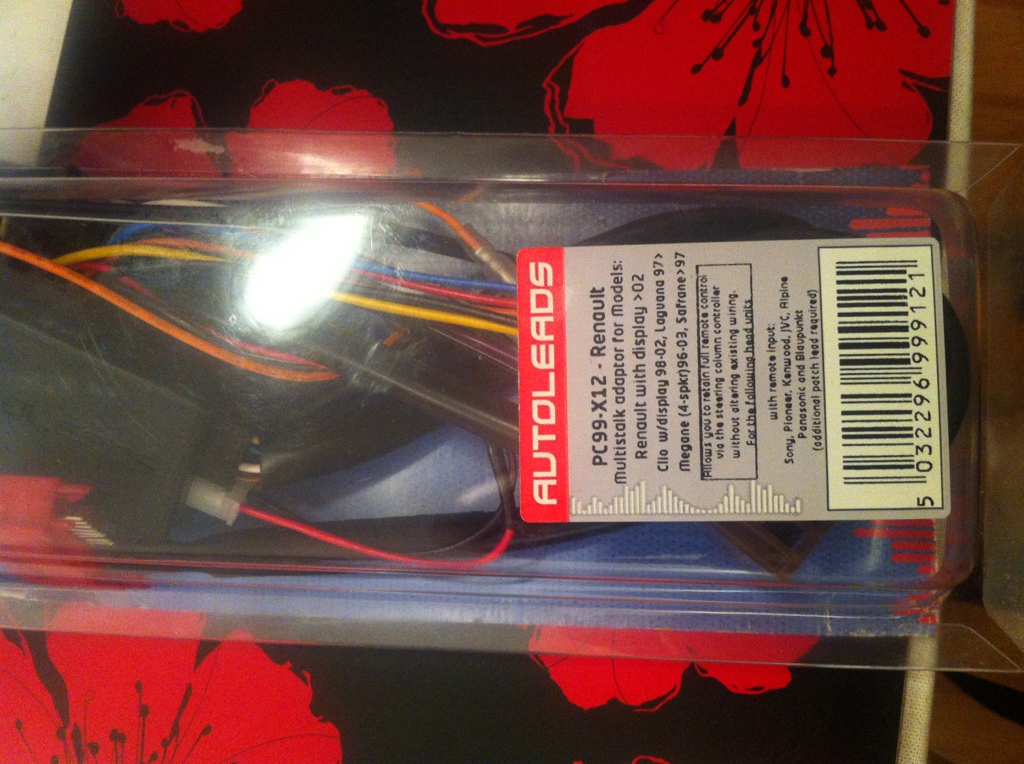 AUTOLEADS
PC99-X12 - Renault
Multistalk adaptor for Models:
Renault with display >02
Clio w/display 98-02, Laguana 97>
Megane (4-spkr)96-03, Safrane>97
Allows you to retain full remote control
via the steering column controller
without altering existing wiring.
For the following head units
with remote input:
Sony, Pioneer, Kenwood, JVC, Alpine
Panasonic and Blaupunkt
(additional patch lead required)
5 032296 999121